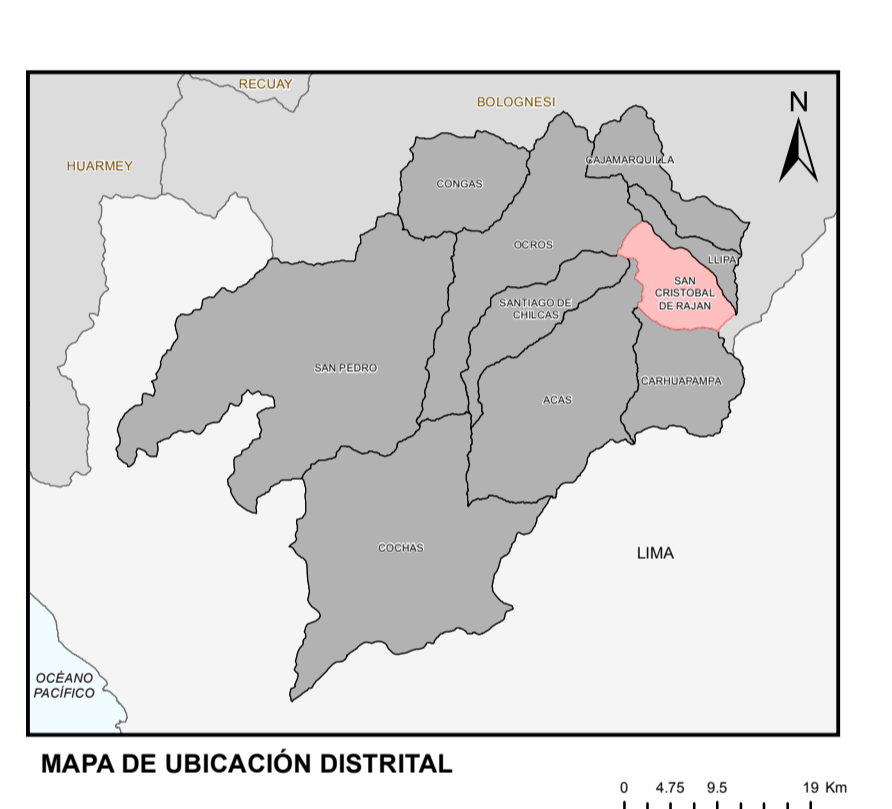 RECUAY
BOLOGNESI
N
HUARMEY
CAJAMARQUILLA
CONGAS
OCROS
LLIPA
SAN
CRISTOBAL
DE RAJAN
SANTIAGO DE
CHILCAS
SAN PEDRO
CARHUAPAMPA
ACAS
COCHAS
LIMA
OCÉANO
PACÍFICO
MAPA DE UBICACIÓN DISTRITAL
0 4.75 9.5 19 Km